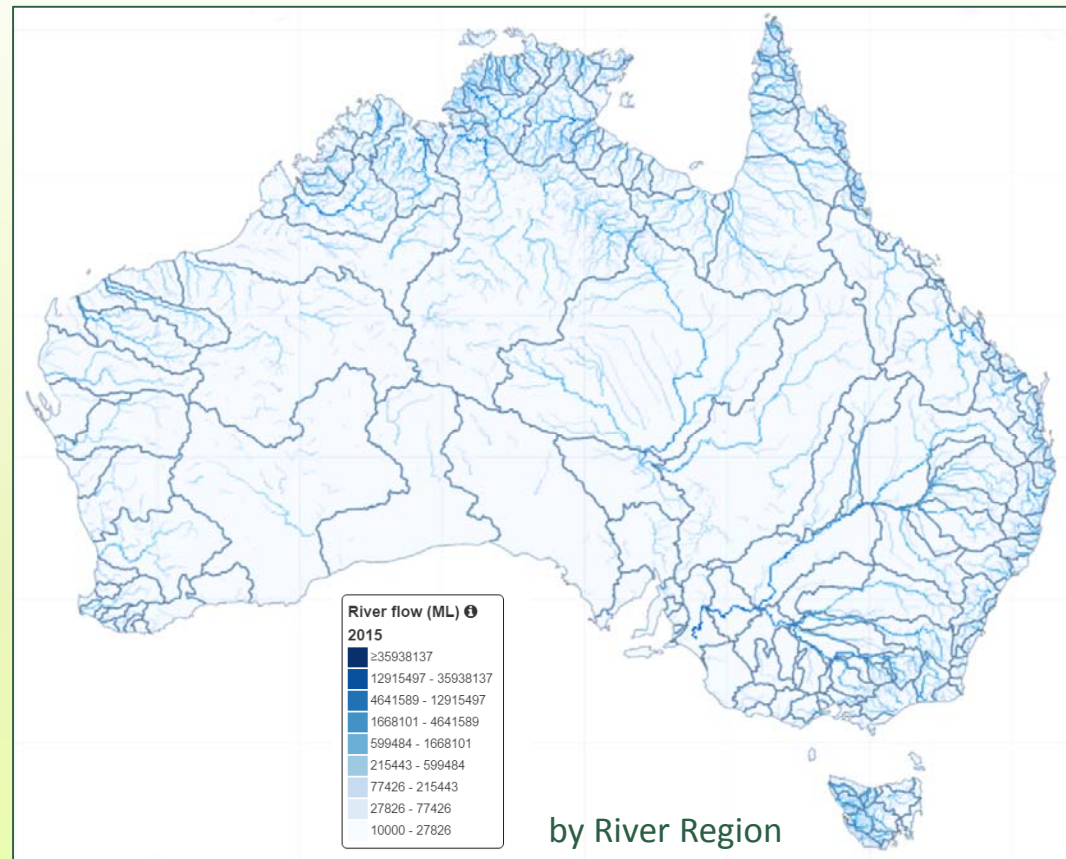 River flow (ML)
2015
≥35938137
12915497 - 35938137
4641589 - 12915497
1668101 - 4641589
599484 - 1668101
215443 - 599484
77426 - 215443
27826 - 77426
10000 - 27826
by River Region